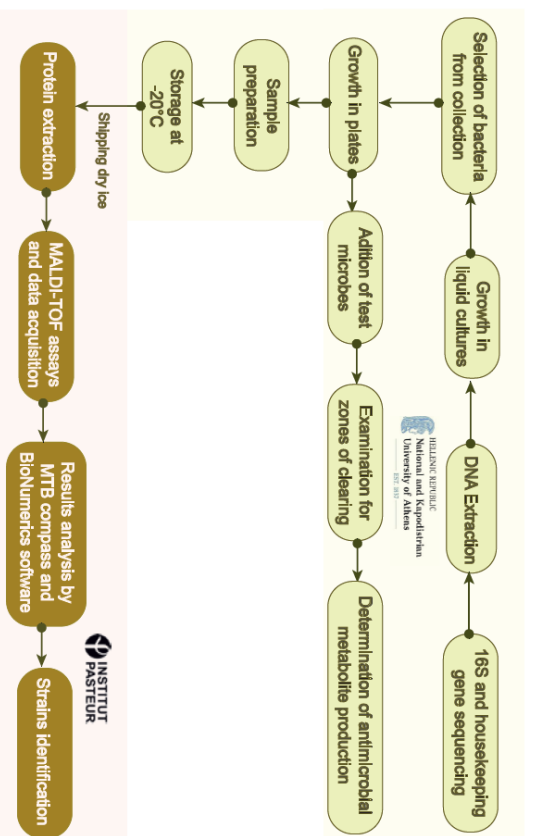 Selection of bacteria
from collection
Growth in
liquid cultures
DNA Extraction
16S and housekeeping
gene sequencing
HELLENIC REPUBLIC
National and Kapodistrian
University of Athens
EST. 1837
Growth in plates
Adition of test
microbes
Examination for
zones of clearing
Determination of antimicrobial
metabolite production
Sample
preparation
Storage at
-20°C
Shipping dry ice
INSTITUT
PASTEUR
Protein extraction
MALDI-TOF assays
and data acquisition
Results analysis by
MTB compass and
BioNumerics software
Strains identification